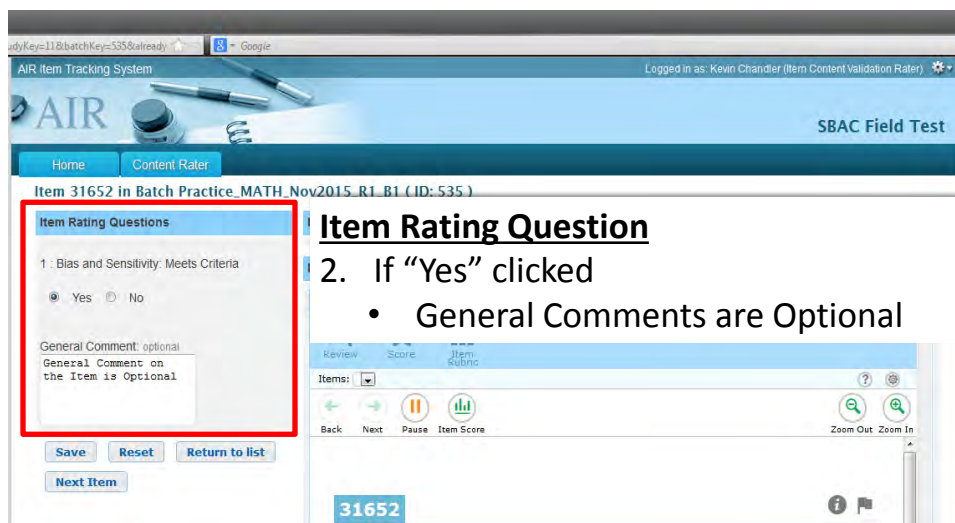 udyKey=11&batchKey=535&already
8 - Google
AIR Item Tracking System
Logged in as: Kevin Chandler (Item Content Validation Rater)
AIR
SBAC Field Test
Home
Content Rater
Item 31652 in Batch Practice_MATH_Nov2015_R1_B1 ( ID: 535 )
Item Rating Questions
1 : Bias and Sensitivity: Meets Criteria
Yes No
General Comment: optional
General Comment on
the Item is Optional
Save Reset Return to list
Next Item
Item Rating Question
2. If “Yes” clicked
• General Comments are Optional
Review Score Item Rubric
Items:
Back Next Pause Item Score
Zoom Out Zoom In
31652